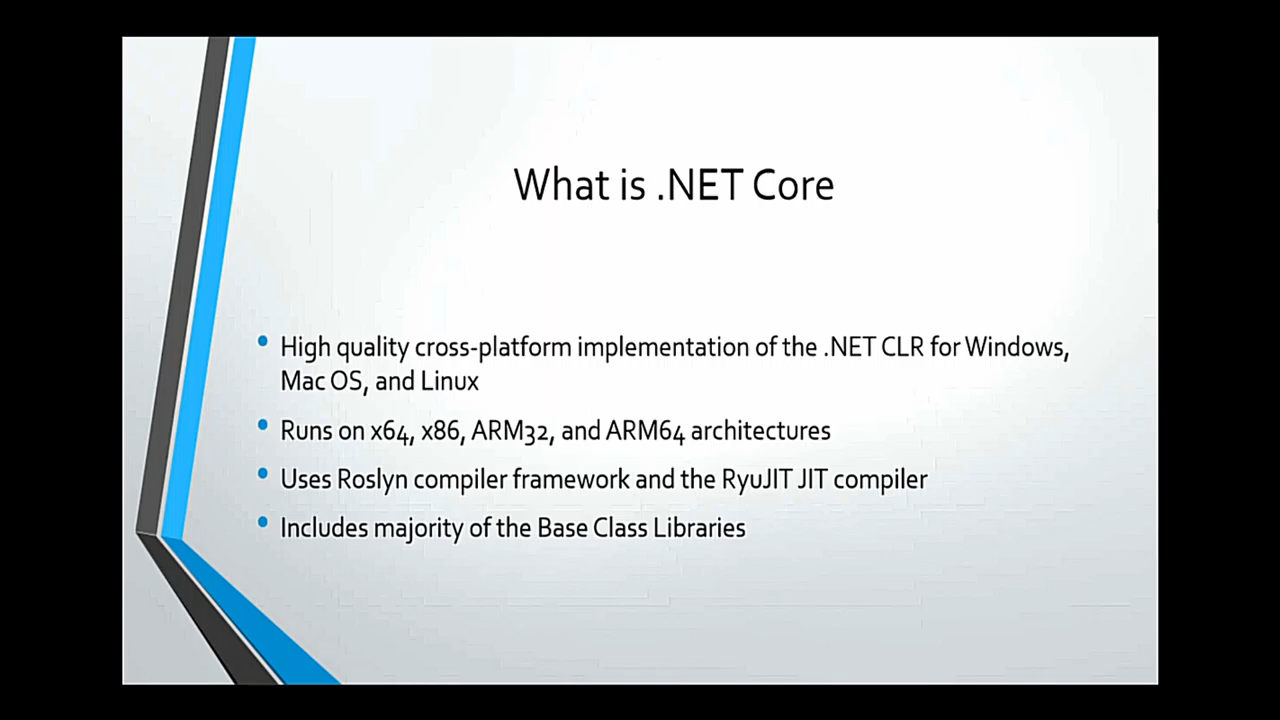 What is .NET Core
High quality cross-platform implementation of the .NET CLR for Windows,
Mac OS, and Linux
Runs on x64, x86, ARM32, and ARM64 architectures
Uses Roslyn compiler framework and the RyuJIT JIT compiler
Includes majority of the Base Class Libraries